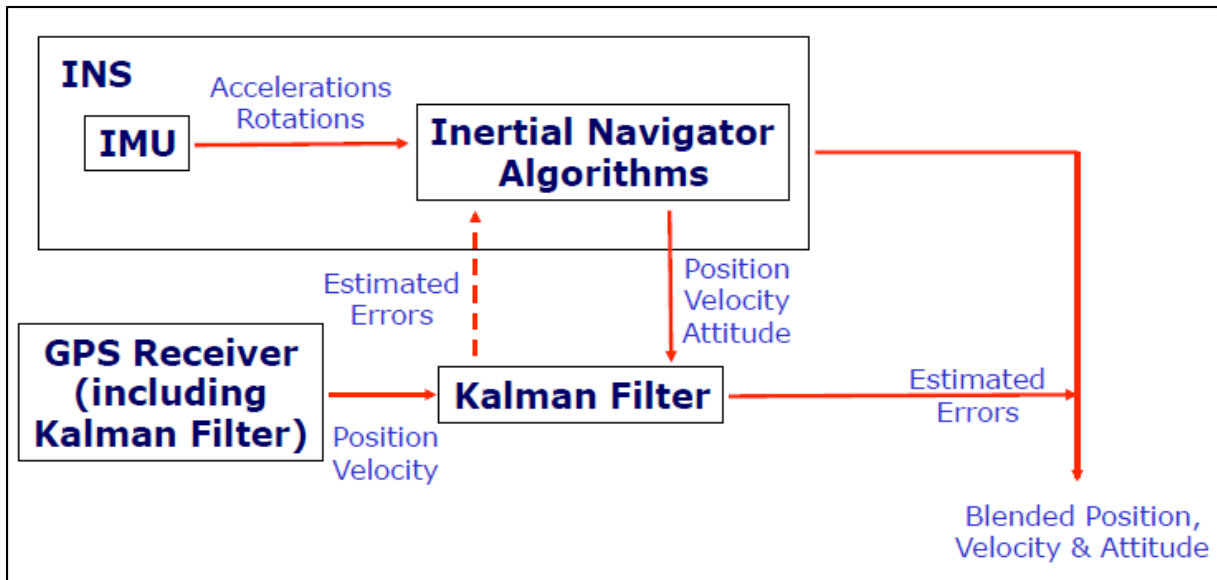 INS
Accelerations
Rotations
IMU
Inertial Navigator
Algorithms
Estimated
Errors
Position
Velocity
Attitude
GPS Receiver
(including
Kalman Filter)
Position
Velocity
Kalman Filter
Estimated
Errors
Blended Position,
Velocity & Attitude